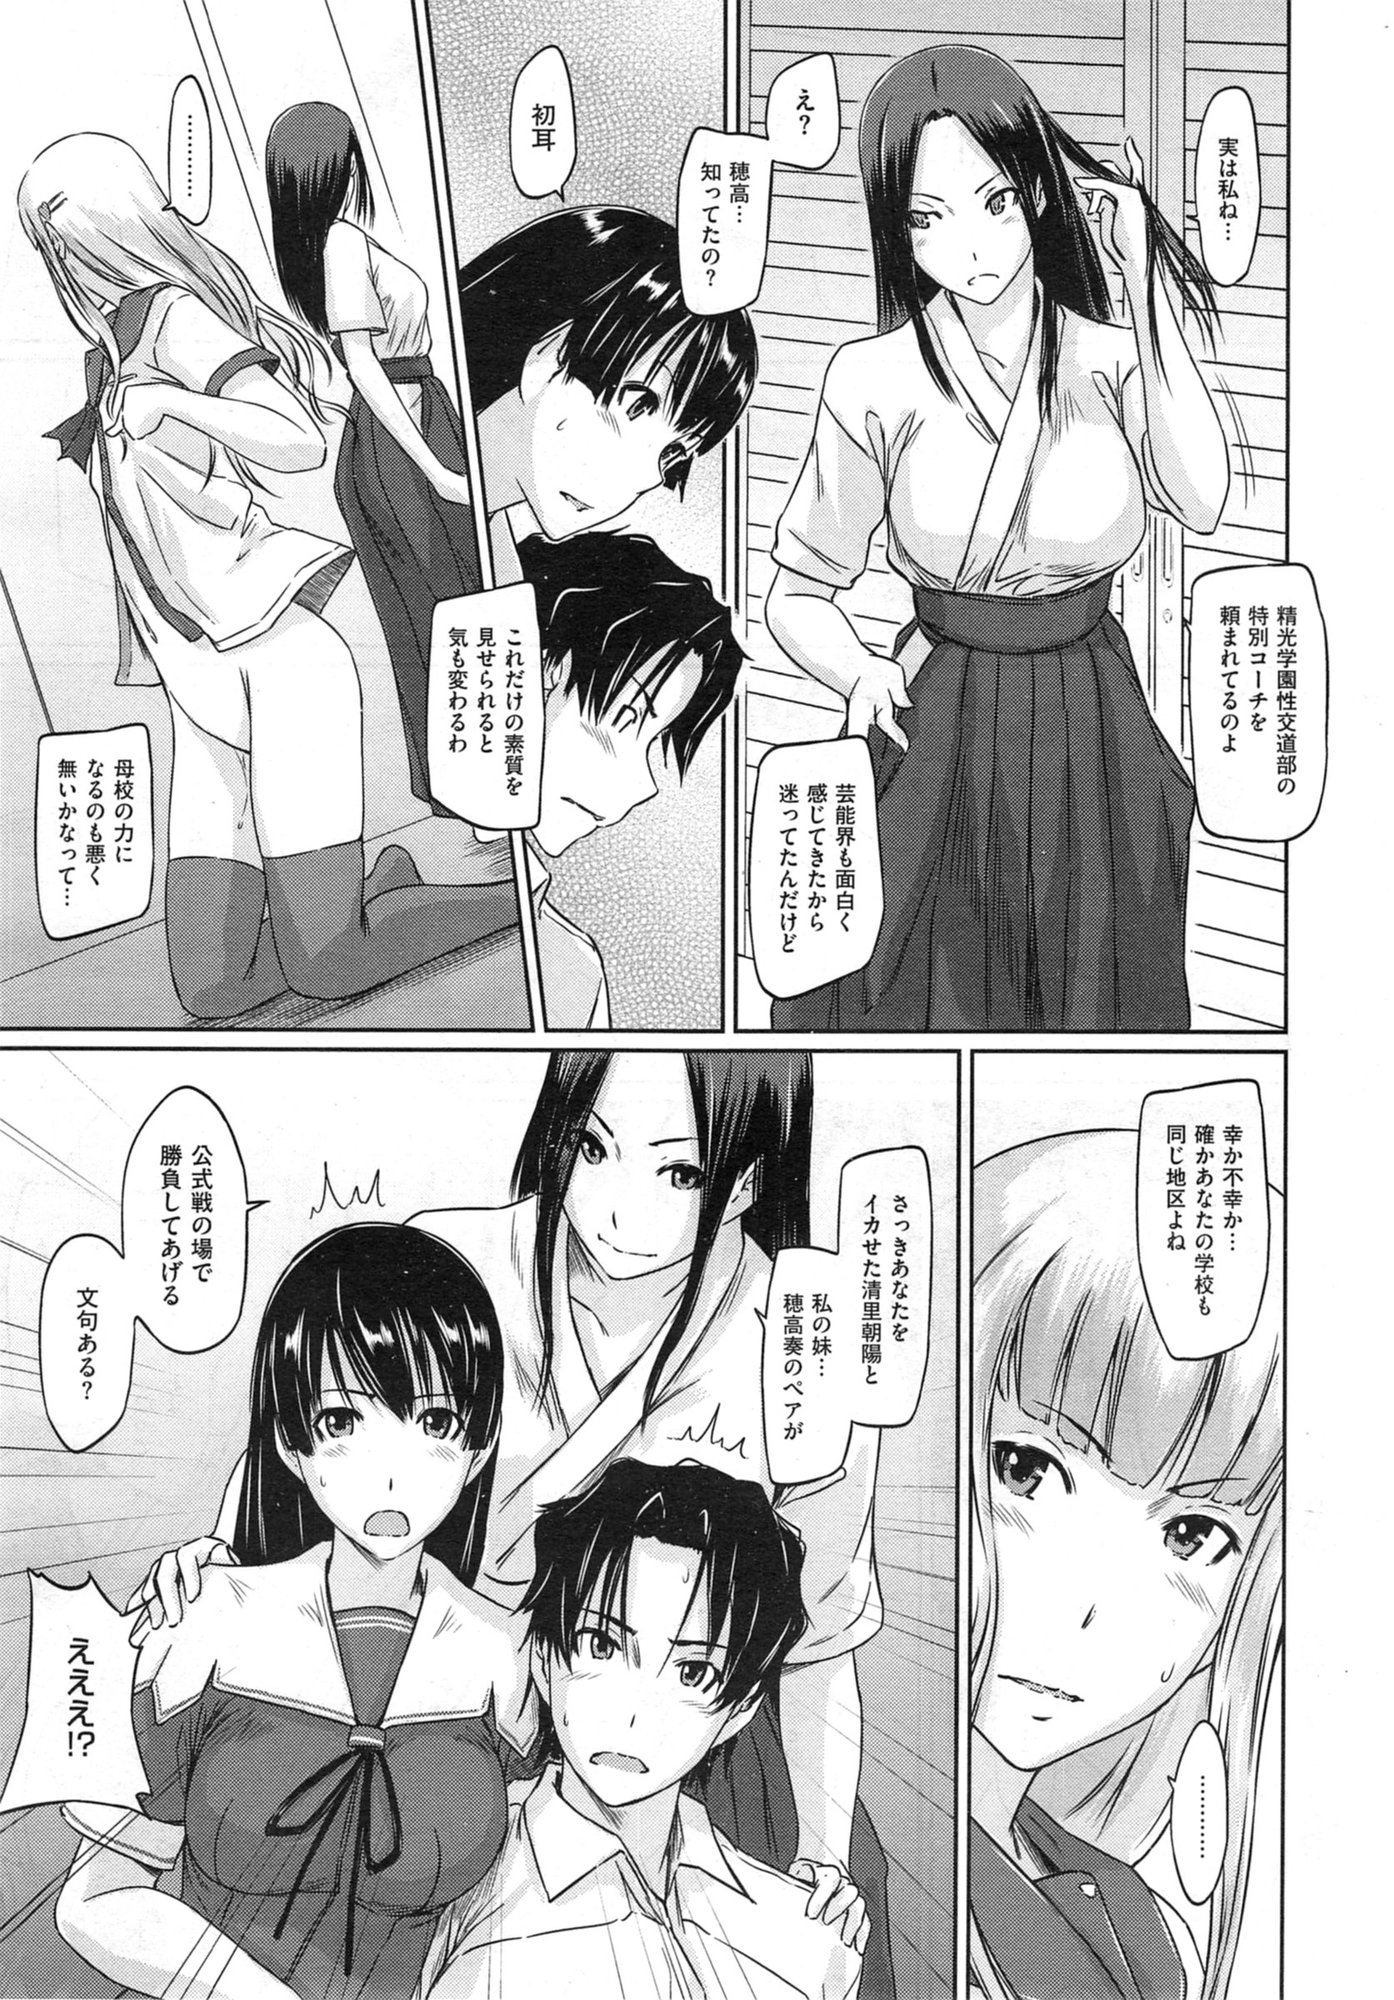 実は私ね…
精光学園性交道部の
特別コーチを
頼まれてるのよ
芸能界も面白く
感じてきたから
迷ってたんだけど
え?
穂高…
知ってたの?
初耳
これだけの素質を
見せられると
気も変わるわ
………
母校の力に
なるのも悪く
無いかなって…
幸か不幸か…
確かあなたの学校も
同じ地区よね
………
さっきあなたを
イカせた清里朝陽と
私の妹…
穂高奏のペアが
公式戦の場で
勝負してあげる
文句ある?
えええ!?